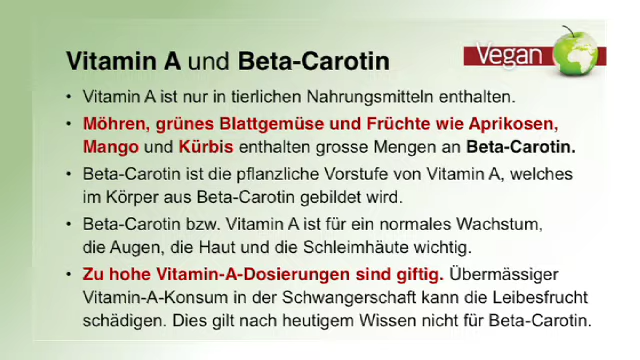 Vegan
Vitamin A und Beta-Carotin
• Vitamin A ist nur in tierlichen Nahrungsmitteln enthalten.
• Möhren, grünes Blattgemüse und Früchte wie Aprikosen,
Mango und Kürbis enthalten grosse Mengen an Beta-Carotin.
• Beta-Carotin ist die pflanzliche Vorstufe von Vitamin A, welches
im Körper aus Beta-Carotin gebildet wird.
• Beta-Carotin bzw. Vitamin A ist für ein normales Wachstum,
die Augen, die Haut und die Schleimhäute wichtig.
• Zu hohe Vitamin-A-Dosierungen sind giftig. Übermässiger
Vitamin-A-Konsum in der Schwangerschaft kann die Leibesfrucht
schädigen. Dies gilt nach heutigem Wissen nicht für Beta-Carotin.